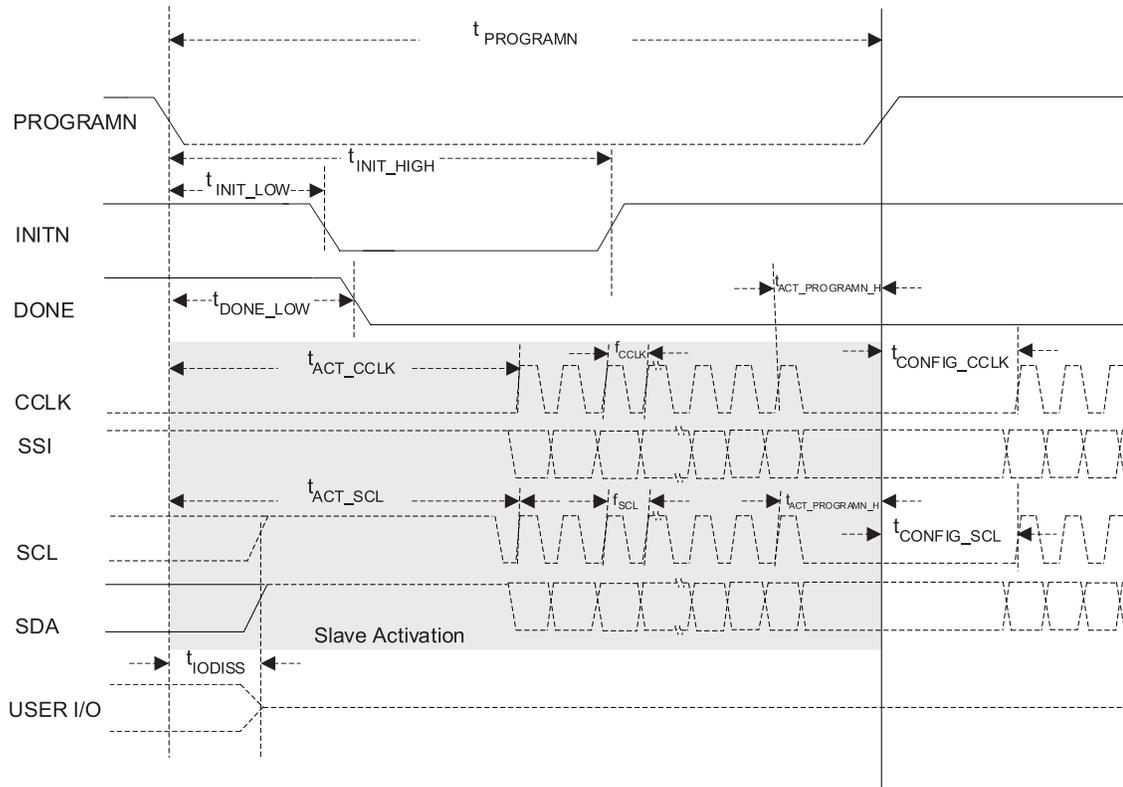 t PROGRAMN
PROGRAMN
t INIT_HIGH
t INIT_LOW
INITN
t ACT_PROGRAMN_H
DONE
t DONE_LOW
f CCLK
t CONFIG_CCLK
t ACT_CCLK
CCLK
SSI
t ACT_SCL
f SCL
t ACT_PROGRAMN_H
t CONFIG_SCL
SCL
SDA
Slave Activation
t IODISS
USER I/O